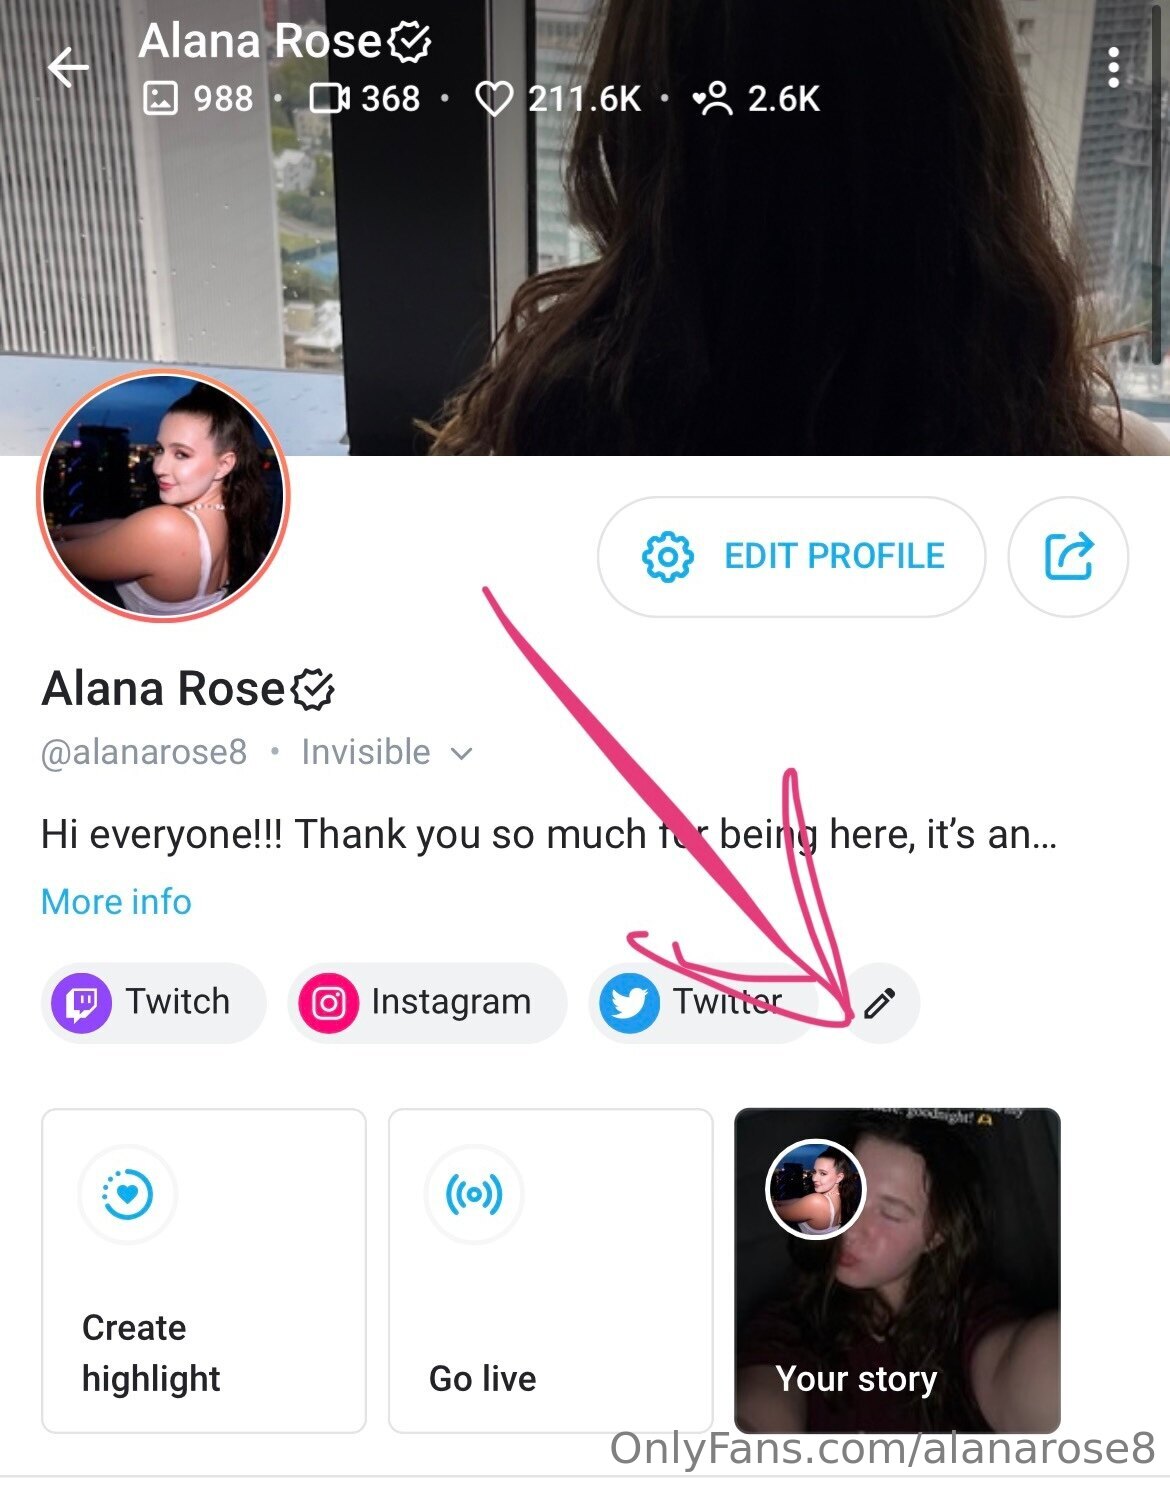 Alana Rose
988 • 368 • 211.6K • 2.6K
EDIT PROFILE
Alana Rose
@alanarose8 • Invisible
Hi everyone!!! Thank you so much for being here, it’s an...
More info
Twitch Instagram Twitter
goodnight! my
Create
highlight
Go live
Your story
OnlyFans.com/alanarose8